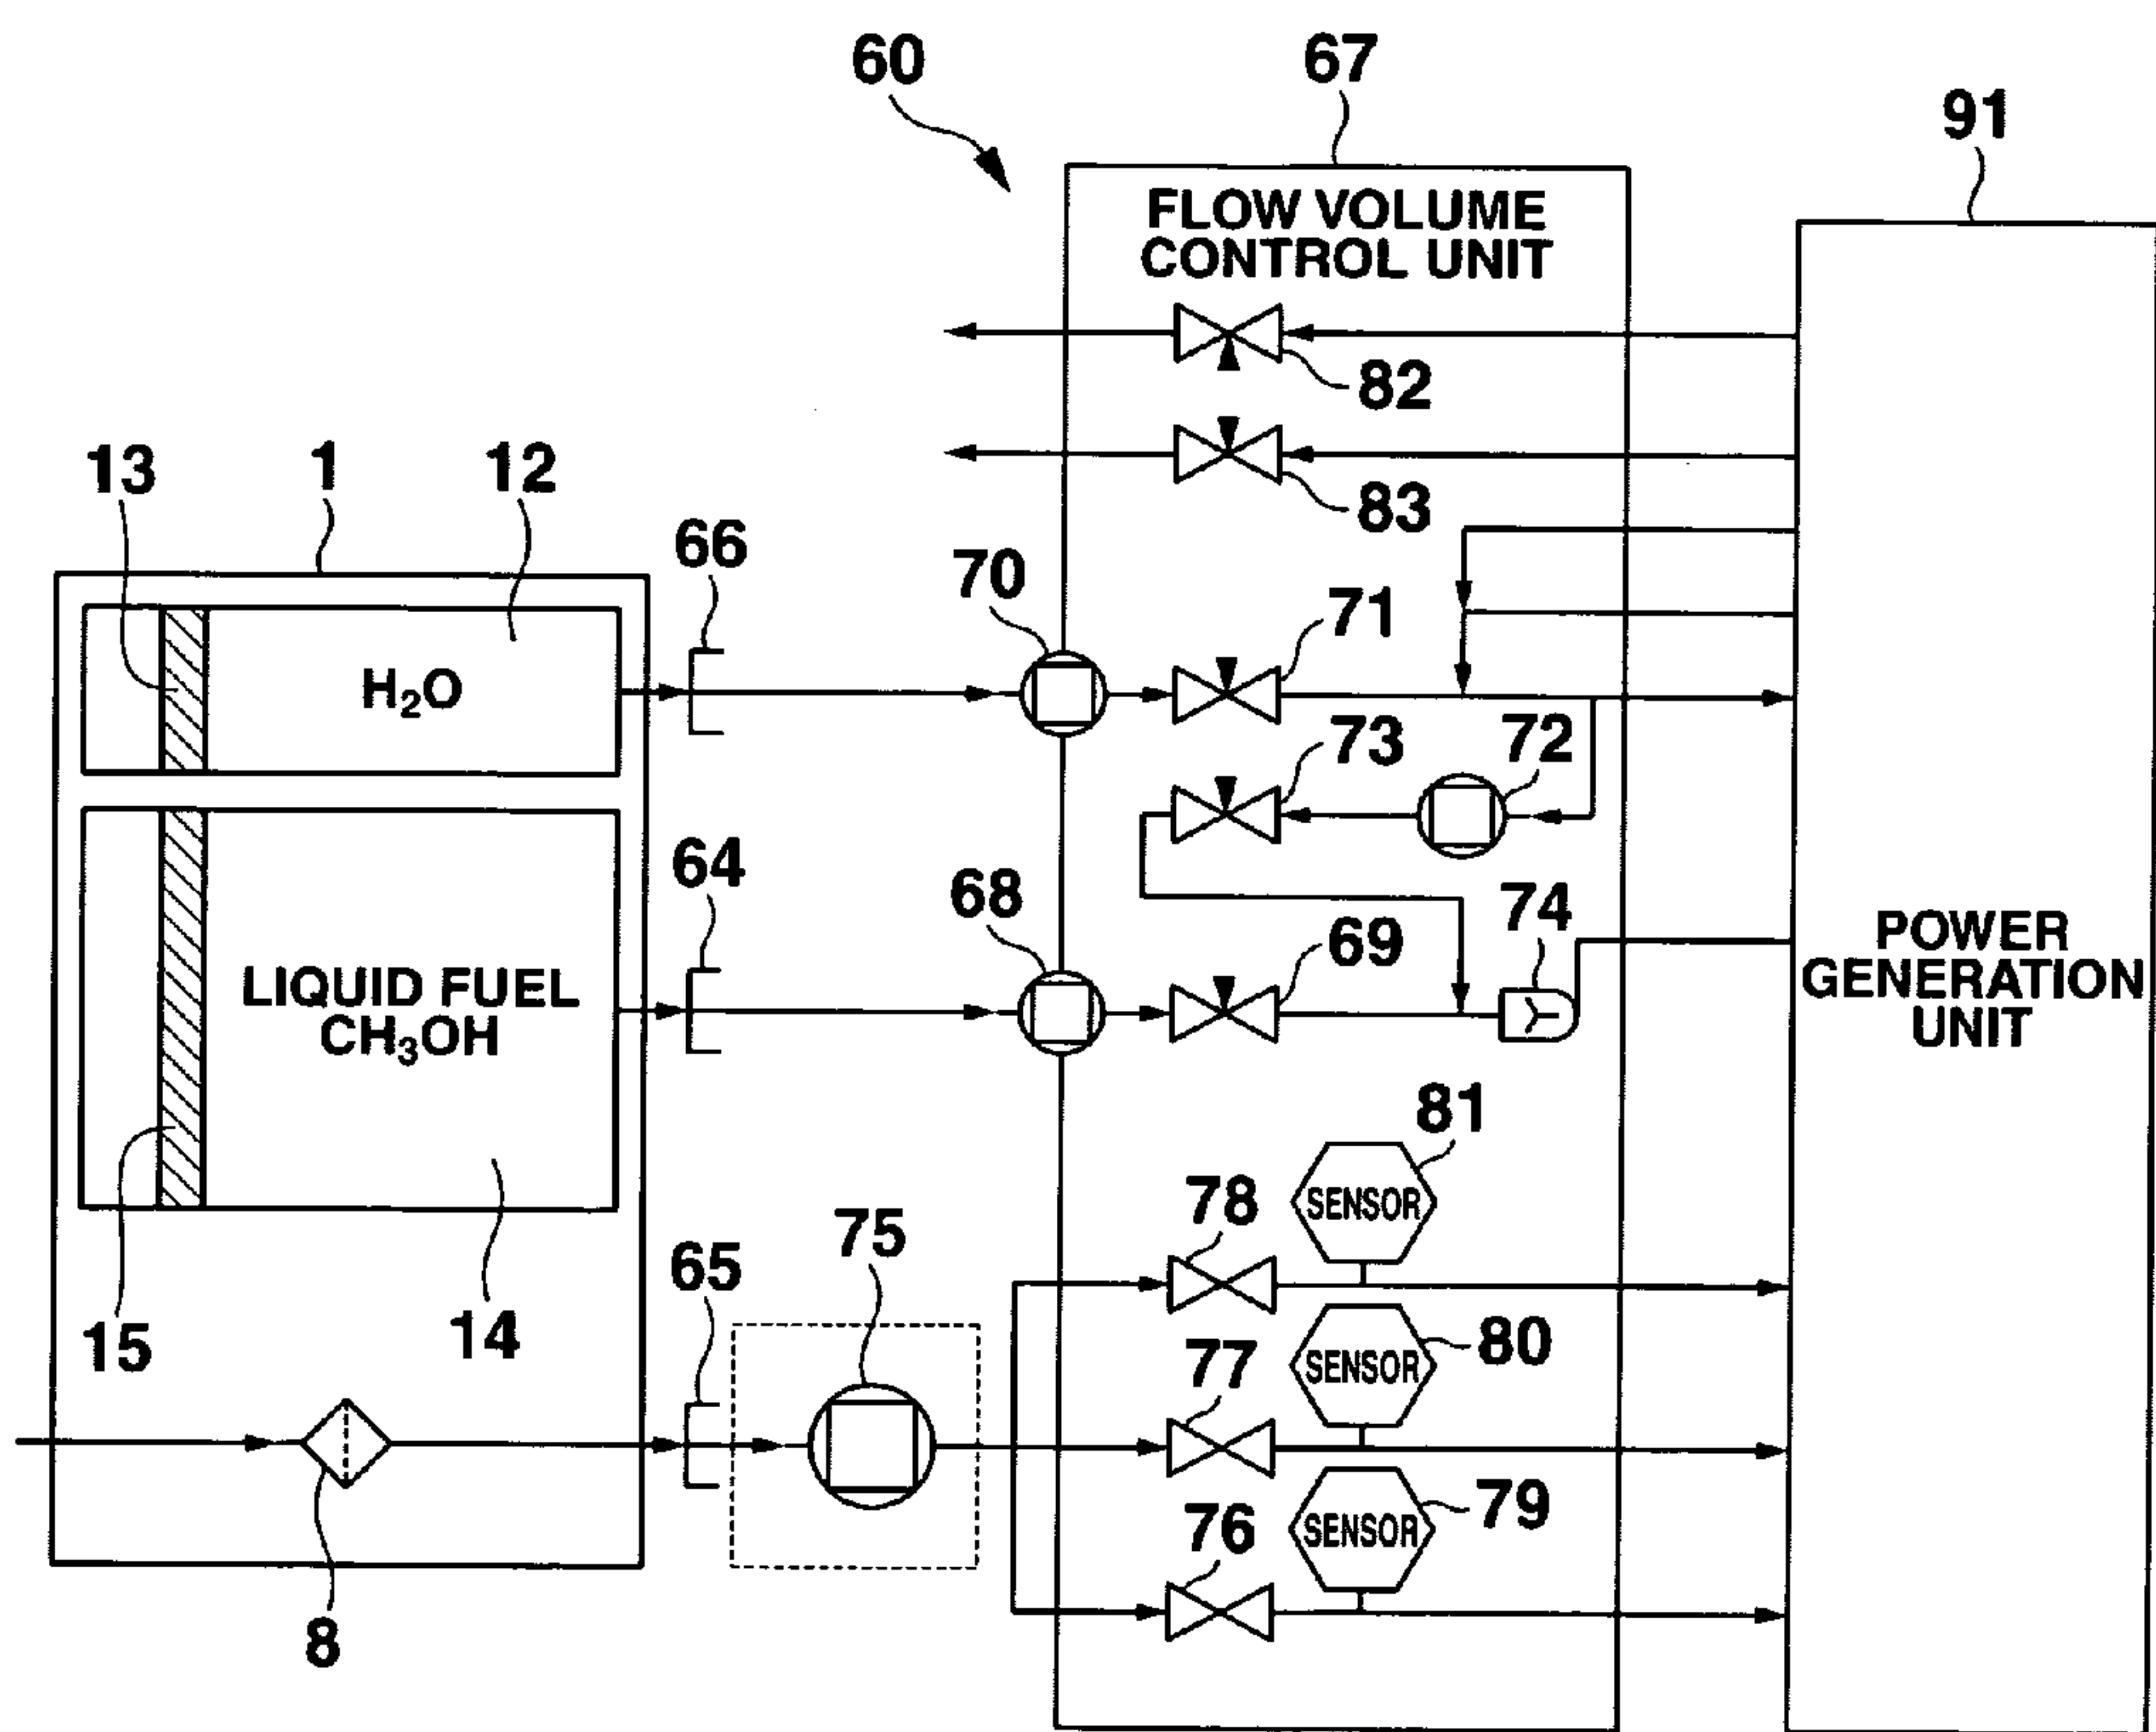 60
67
91
FLOW VOLUME
CONTROL UNIT
82
13
1
12
83
66
70
71
H₂O
73
72
64
68
74
69
LIQUID FUEL
CH₃OH
POWER
GENERATION
UNIT
81
SENSOR
78
75
65
15
14
80
SENSOR
77
79
SENSOR
76
8